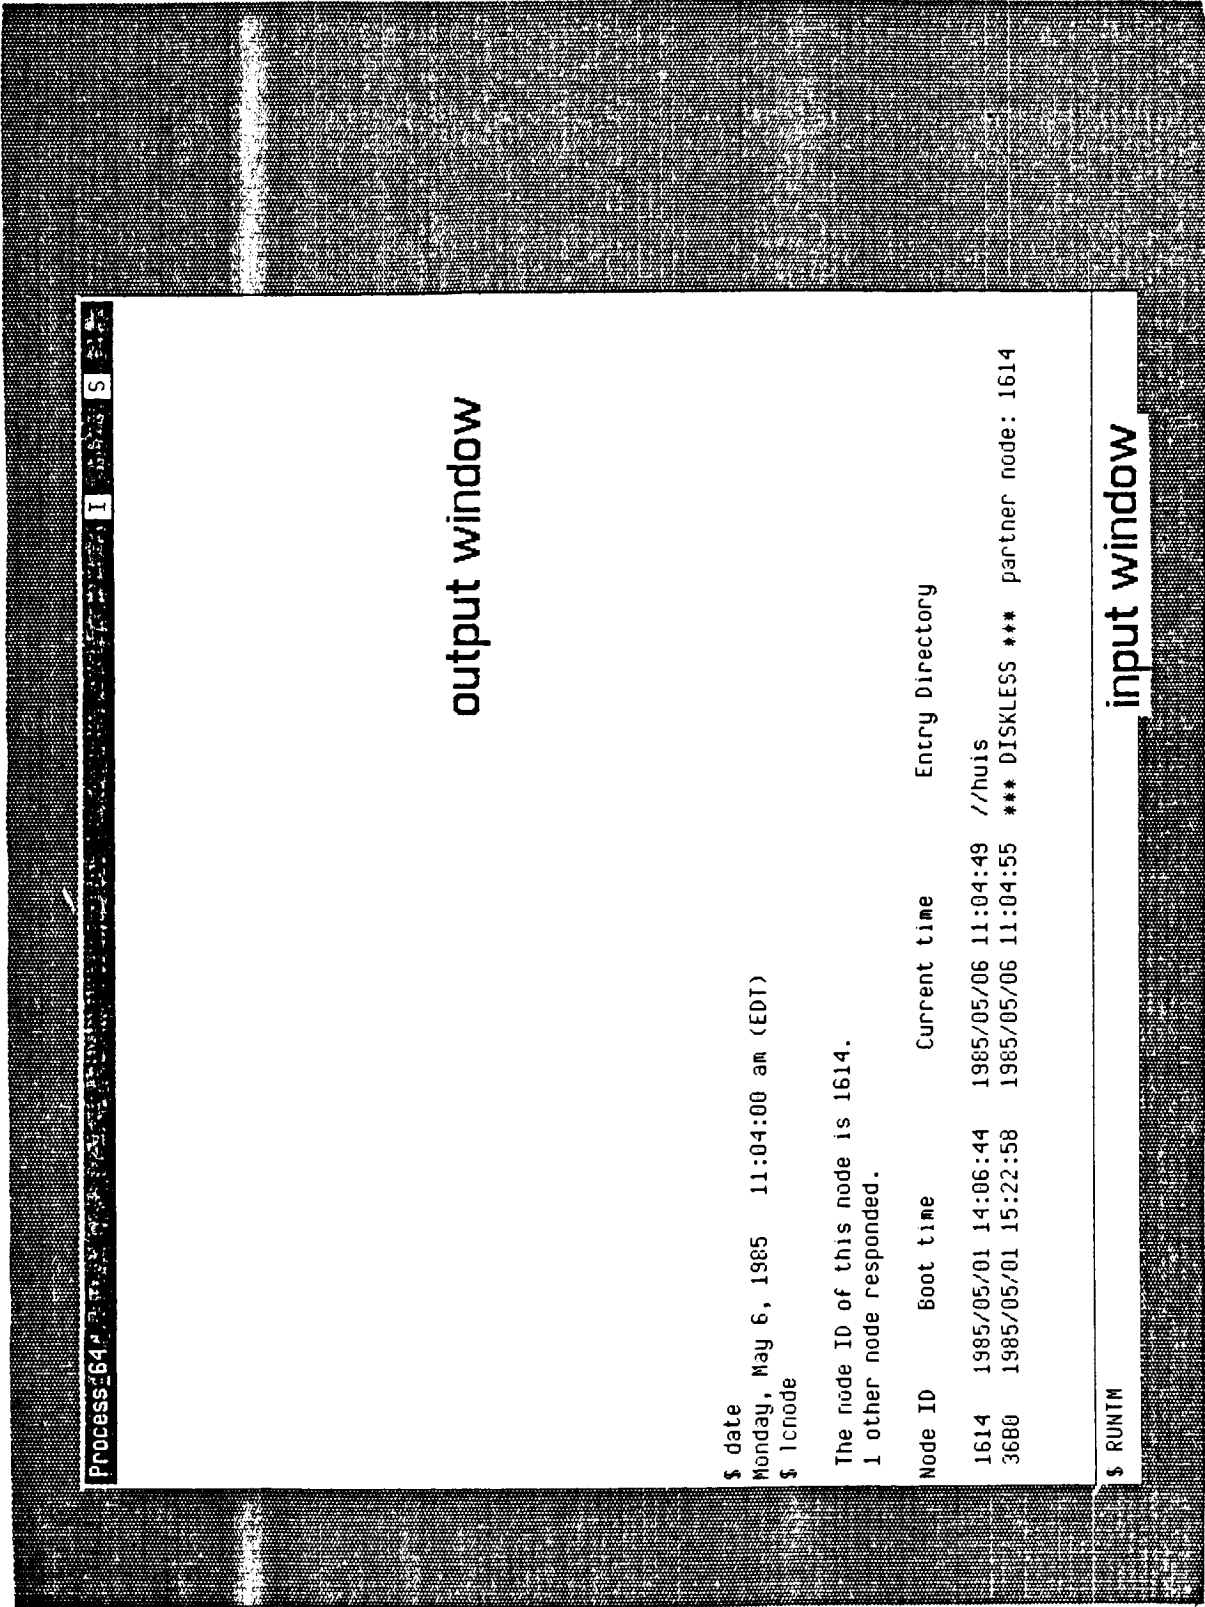 Process 64 I S
output window
$ date
Monday, May 6, 1985 11:04:00 am (EDT)
$ lcnode
The node ID of this node is 1614.
1 other node responded.
Node ID Boot time Current time Entry Directory
1614 1985/05/01 14:06:44 1985/05/06 11:04:49 //huis
36B0 1985/05/01 15:22:58 1985/05/06 11:04:55 *** DISKLESS *** partner node: 1614
$ RUNTM
input window